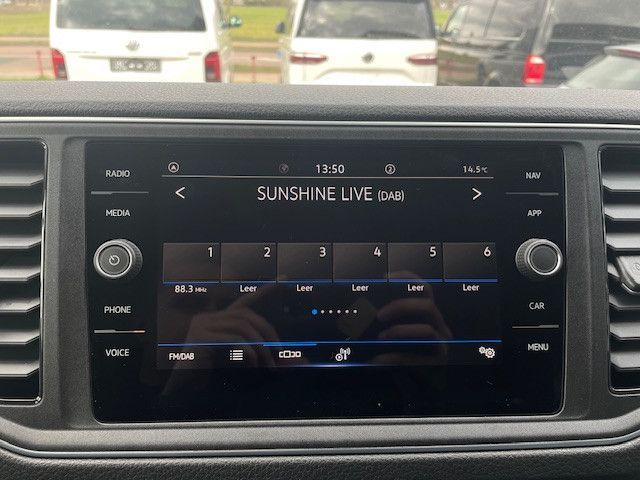 RADIO
MEDIA
PHONE
VOICE
A
13:50
2
14.5°C
< SUNSHINE LIVE (DAB) >
1 2 3 4 5 6
88.3 MHz Leer Leer Leer Leer Leer
FM/DAB
NAV
APP
CAR
MENU